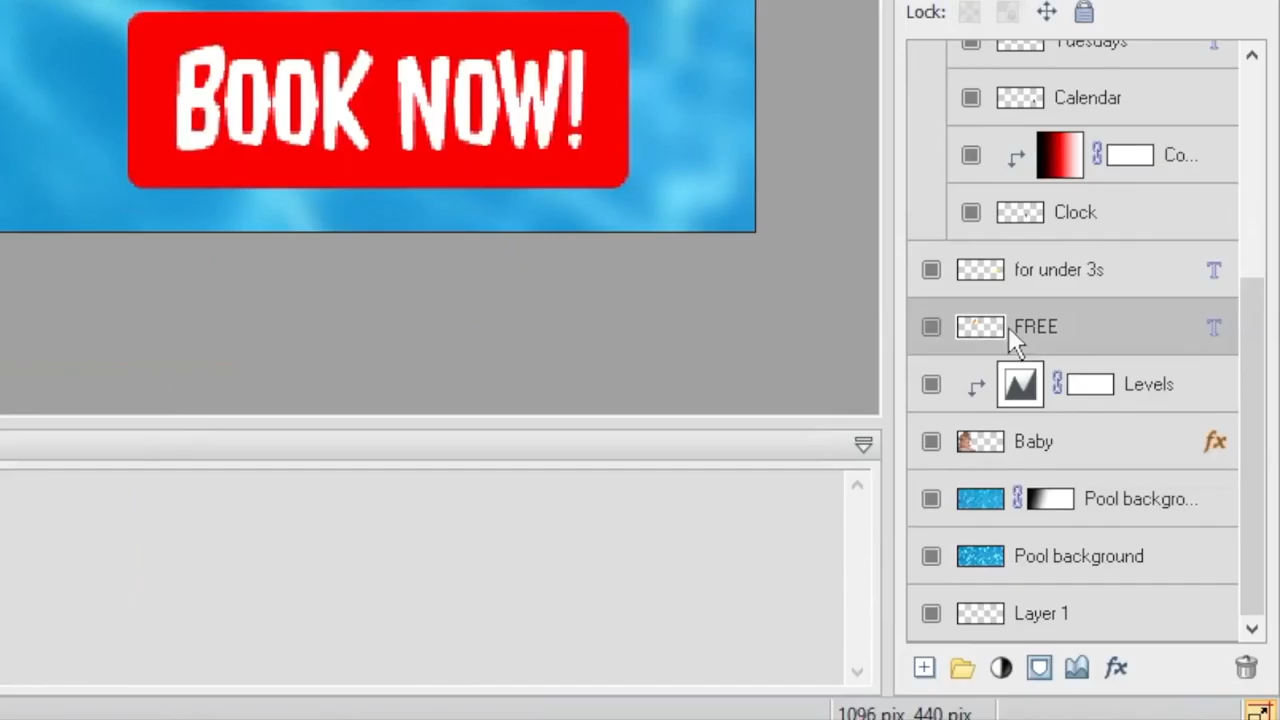 Lock:
BOOK NOW!
Tuesdays
T
Calendar
Co...
Clock
for under 3s
T
FREE
T
Levels
Baby
fx
Pool backgro...
Pool background
Layer 1
fx
1096 pix, 440 pix